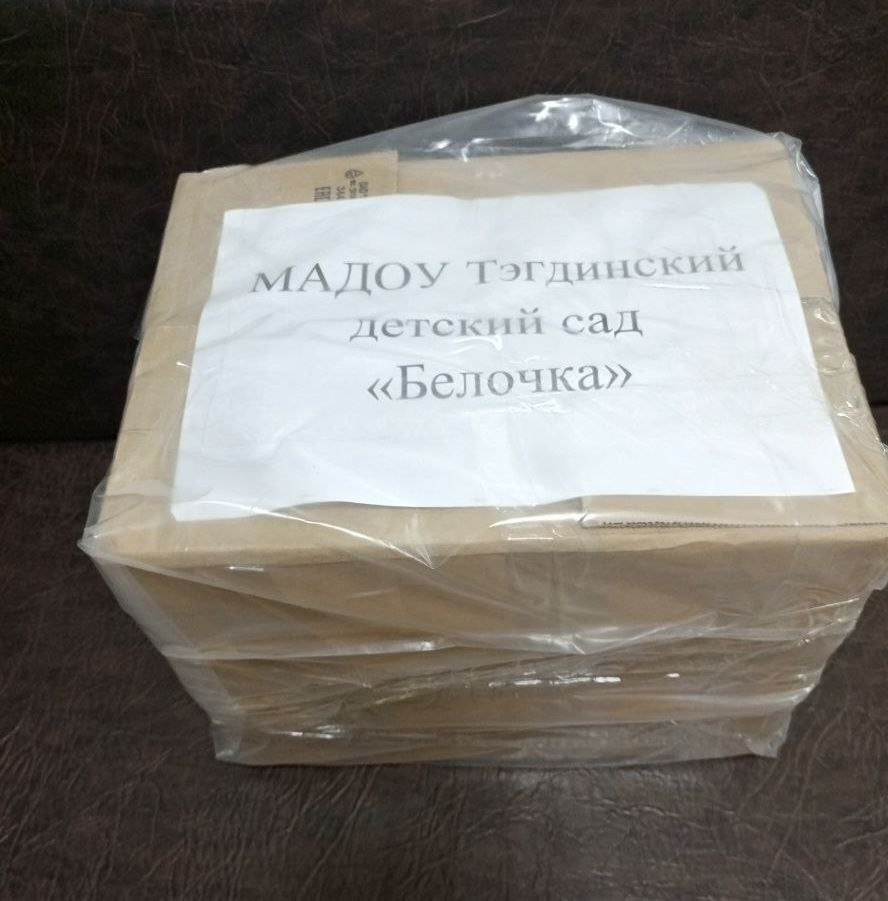 МАДОУ Тэгдинский
детский сад
«Белочка»